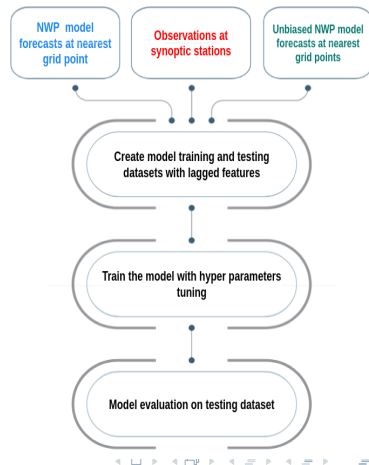 NWP model
forecasts at nearest
grid point
Observations at
synoptic stations
Unbiased NWP model
forecasts at nearest
grid points
Create model training and testing
datasets with lagged features
Train the model with hyper parameters
tuning
Model evaluation on testing dataset